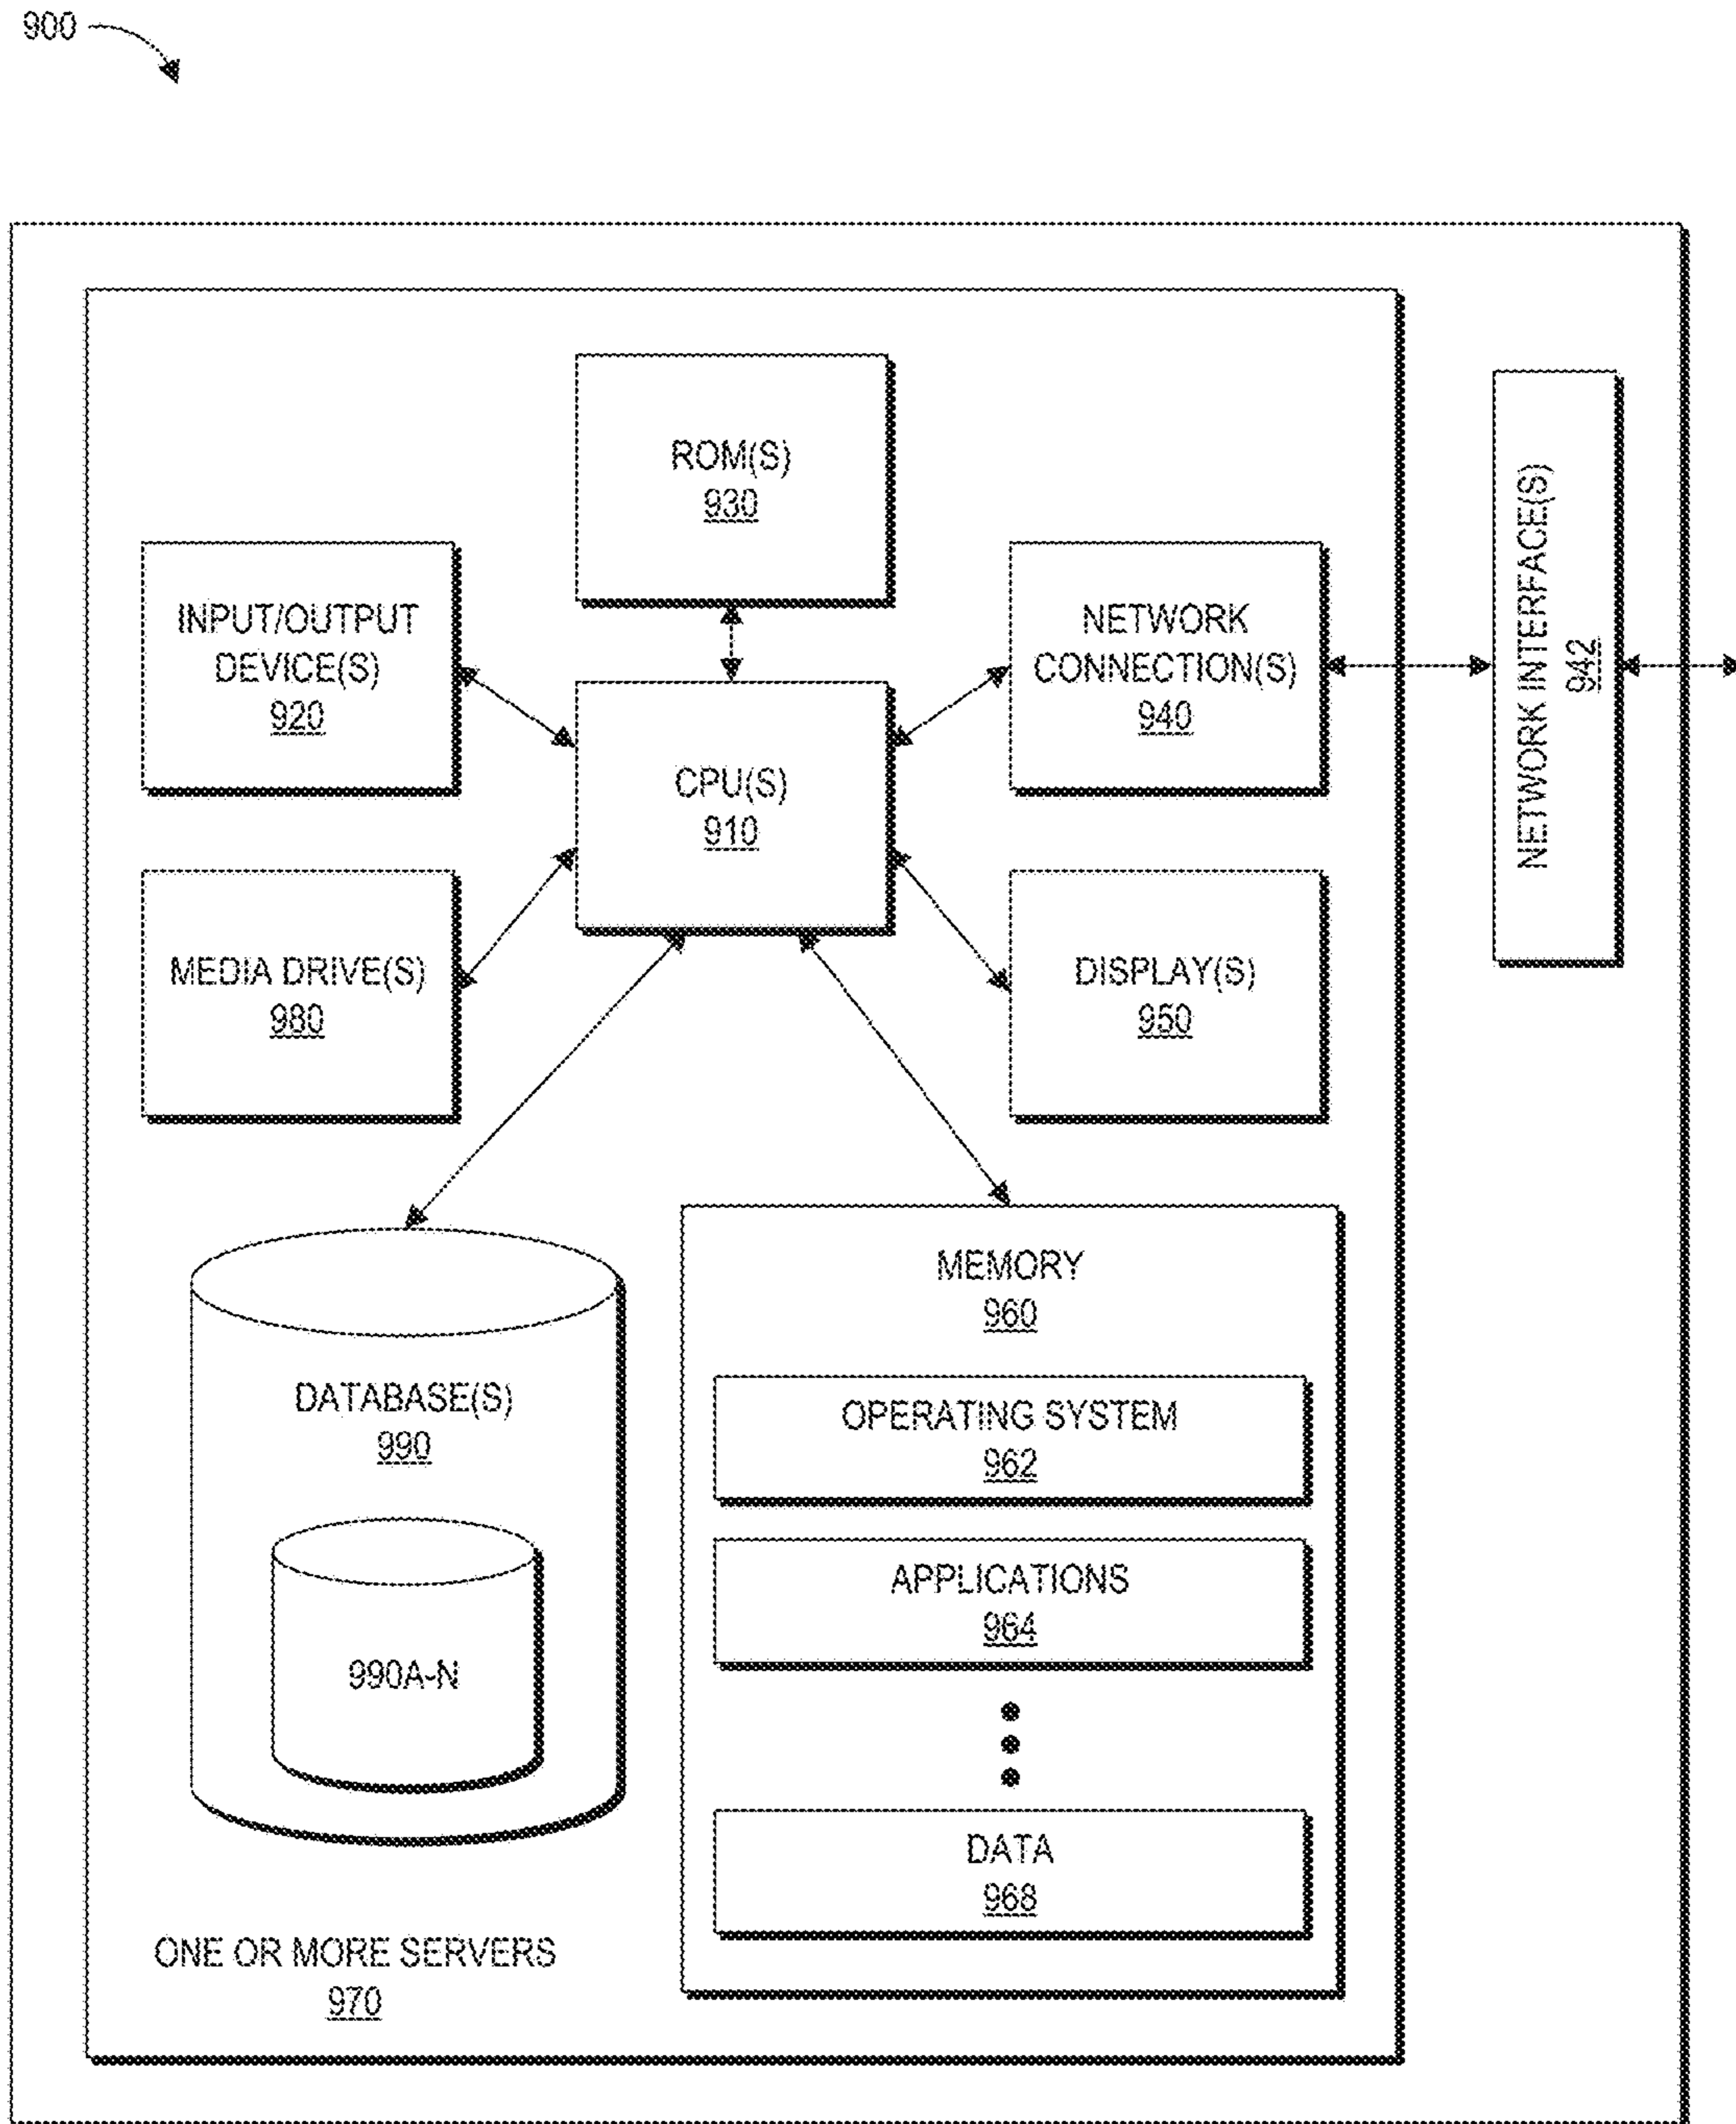 900
ROM(S)
930
INPUT/OUTPUT
DEVICE(S)
920
NETWORK
CONNECTION(S)
940
NETWORK INTERFACE(S)
942
CPU(S)
910
MEDIA DRIVE(S)
980
DISPLAY(S)
950
DATABASE(S)
990
990A-N
MEMORY
960
OPERATING SYSTEM
962
APPLICATIONS
964
DATA
968
ONE OR MORE SERVERS
970